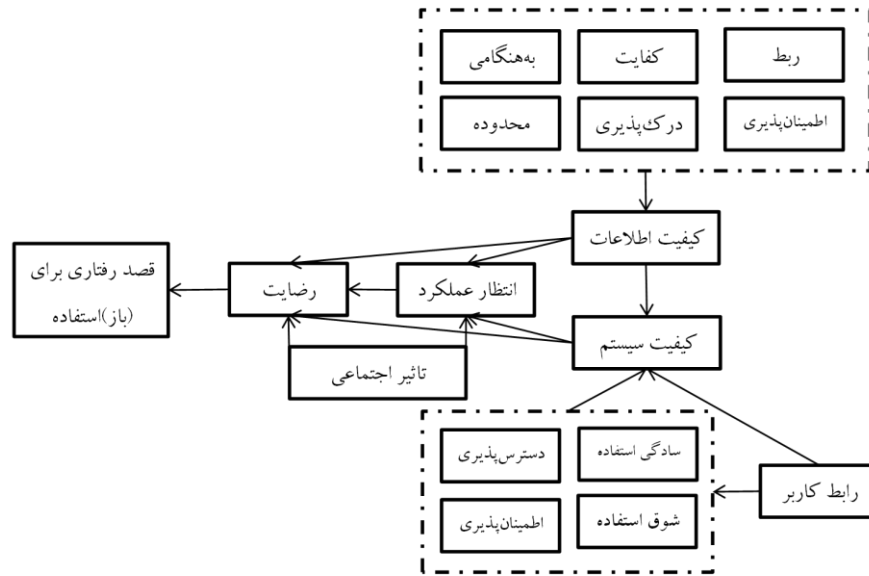 ربط
کفایت
به‌هنگامی
اطمینان‌پذیری
درک‌پذیری
محدوده
کیفیت اطلاعات
قصد رفتاری برای
(باز)استفاده
رضایت
انتظار عملکرد
کیفیت سیستم
تاثیر اجتماعی
سادگی استفاده
دسترس‌پذیری
رابط کاربر
شوق استفاده
اطمینان‌پذیری